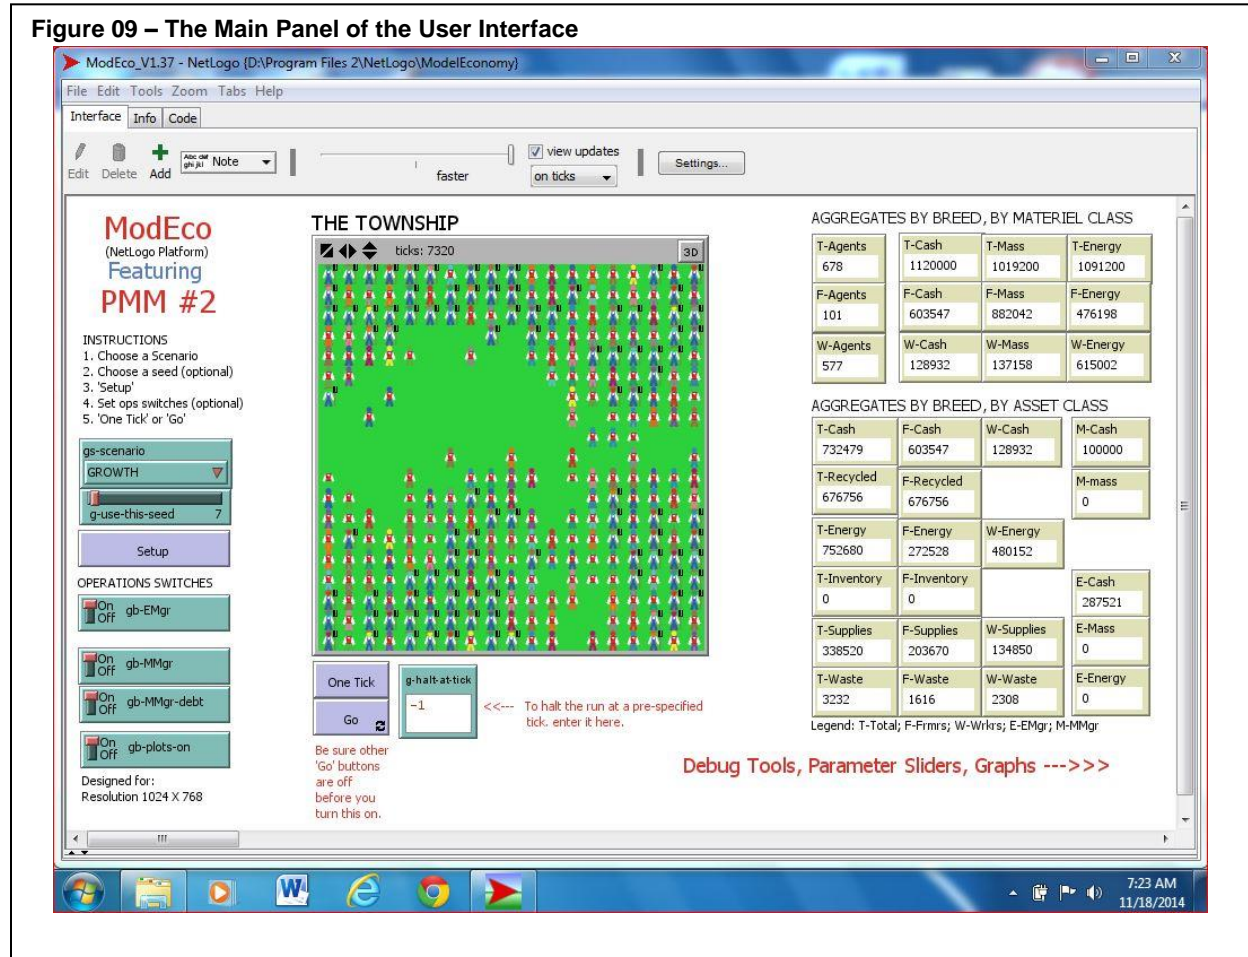 Figure 09 – The Main Panel of the User Interface
ModEco_V1.37 - NetLogo {D:\Program Files 2\NetLogo\ModelEconomy}
File Edit Tools Zoom Tabs Help
Interface Info Code
Edit Delete Add
Abc def
ghi jkl
Note
faster
view updates
on ticks
Settings...
ModEco
(NetLogo Platform)
Featuring
PMM #2
INSTRUCTIONS
1. Choose a Scenario
2. Choose a seed (optional)
3. 'Setup'
4. Set ops switches (optional)
5. 'One Tick' or 'Go'
gs-scenario
GROWTH
g-use-this-seed 7
Setup
OPERATIONS SWITCHES
On
Off
gb-EMgr
On
Off
gb-MMgr
On
Off
gb-MMgr-debt
On
Off
gb-plots-on
Designed for:
Resolution 1024 X 768
THE TOWNSHIP
ticks: 7320
3D
One Tick
Go
g-halt-at-tick
-1
<<--- To halt the run at a pre-specified
tick. enter it here.
Be sure other
'Go' buttons
are off
before you
turn this on.
AGGREGATES BY BREED, BY MATERIEL CLASS
T-Agents T-Cash T-Mass T-Energy
678 1120000 1019200 1091200
F-Agents F-Cash F-Mass F-Energy
101 603547 882042 476198
W-Agents W-Cash W-Mass W-Energy
577 128932 137158 615002
AGGREGATES BY BREED, BY ASSET CLASS
T-Cash F-Cash W-Cash M-Cash
732479 603547 128932 100000
T-Recycled F-Recycled M-mass
676756 676756 0
T-Energy F-Energy W-Energy
752680 272528 480152
T-Inventory F-Inventory E-Cash
0 0 287521
T-Supplies F-Supplies W-Supplies E-Mass
338520 203670 134850 0
T-Waste F-Waste W-Waste E-Energy
3232 1616 2308 0
Legend: T-Total; F-Frmrs; W-Wrkrs; E-EMgr; M-MMgr
Debug Tools, Parameter Sliders, Graphs --->>>
7:23 AM
11/18/2014